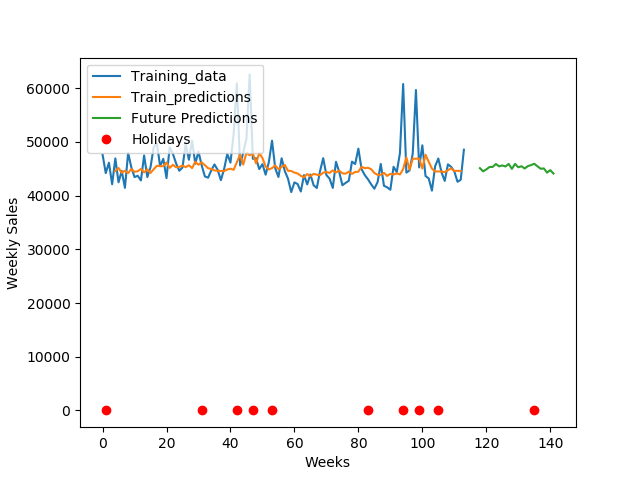 Training_data
Train_predictions
Future Predictions
Holidays
60000
50000
40000
30000
20000
10000
0
Weekly Sales
0 20 40 60 80 100 120 140
Weeks